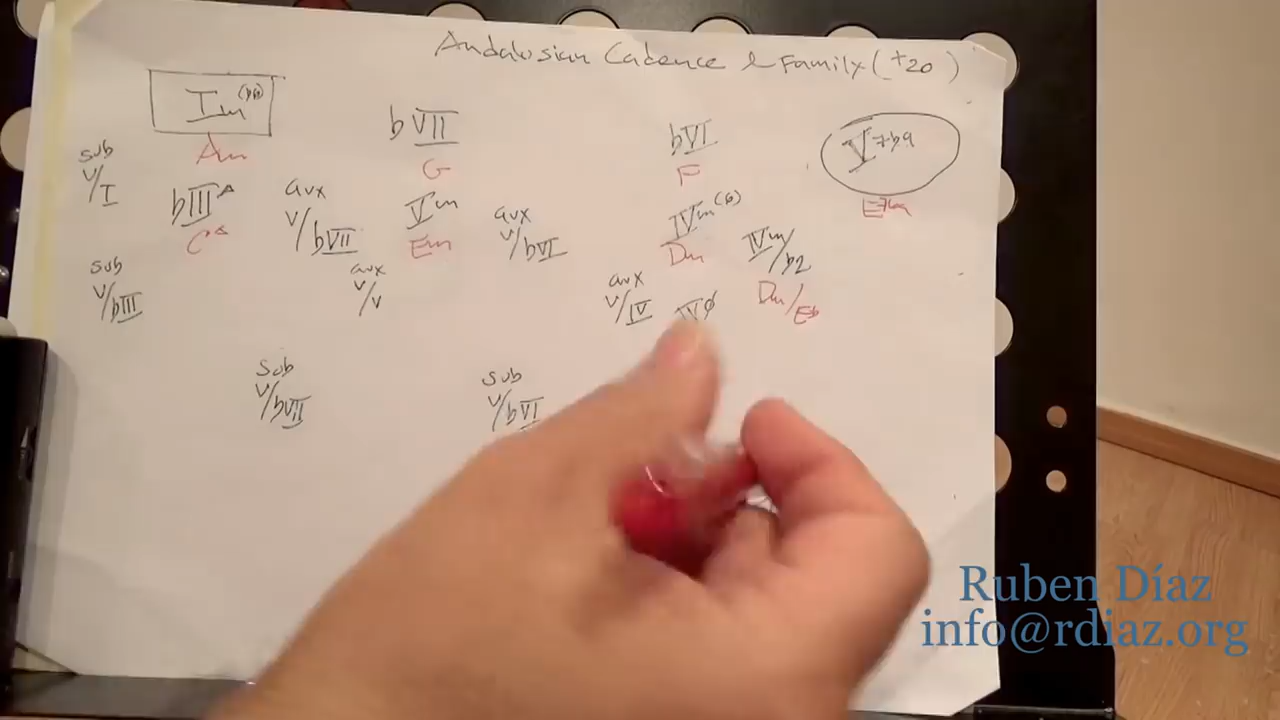 Andalusian Cadence & Family (+20)
Im(b6) bVII bVI V7b9
Am G F
sub V/I bIIIΔ aux V/bVII Vm aux V/bVI IVm(6) IVm/b2
CΔ Em Dm Dm/Eb
sub V/bIII aux V/V aux V/IV IVø
sub V/bVII sub V/bVI
Ruben Díaz
info@rdiaz.org